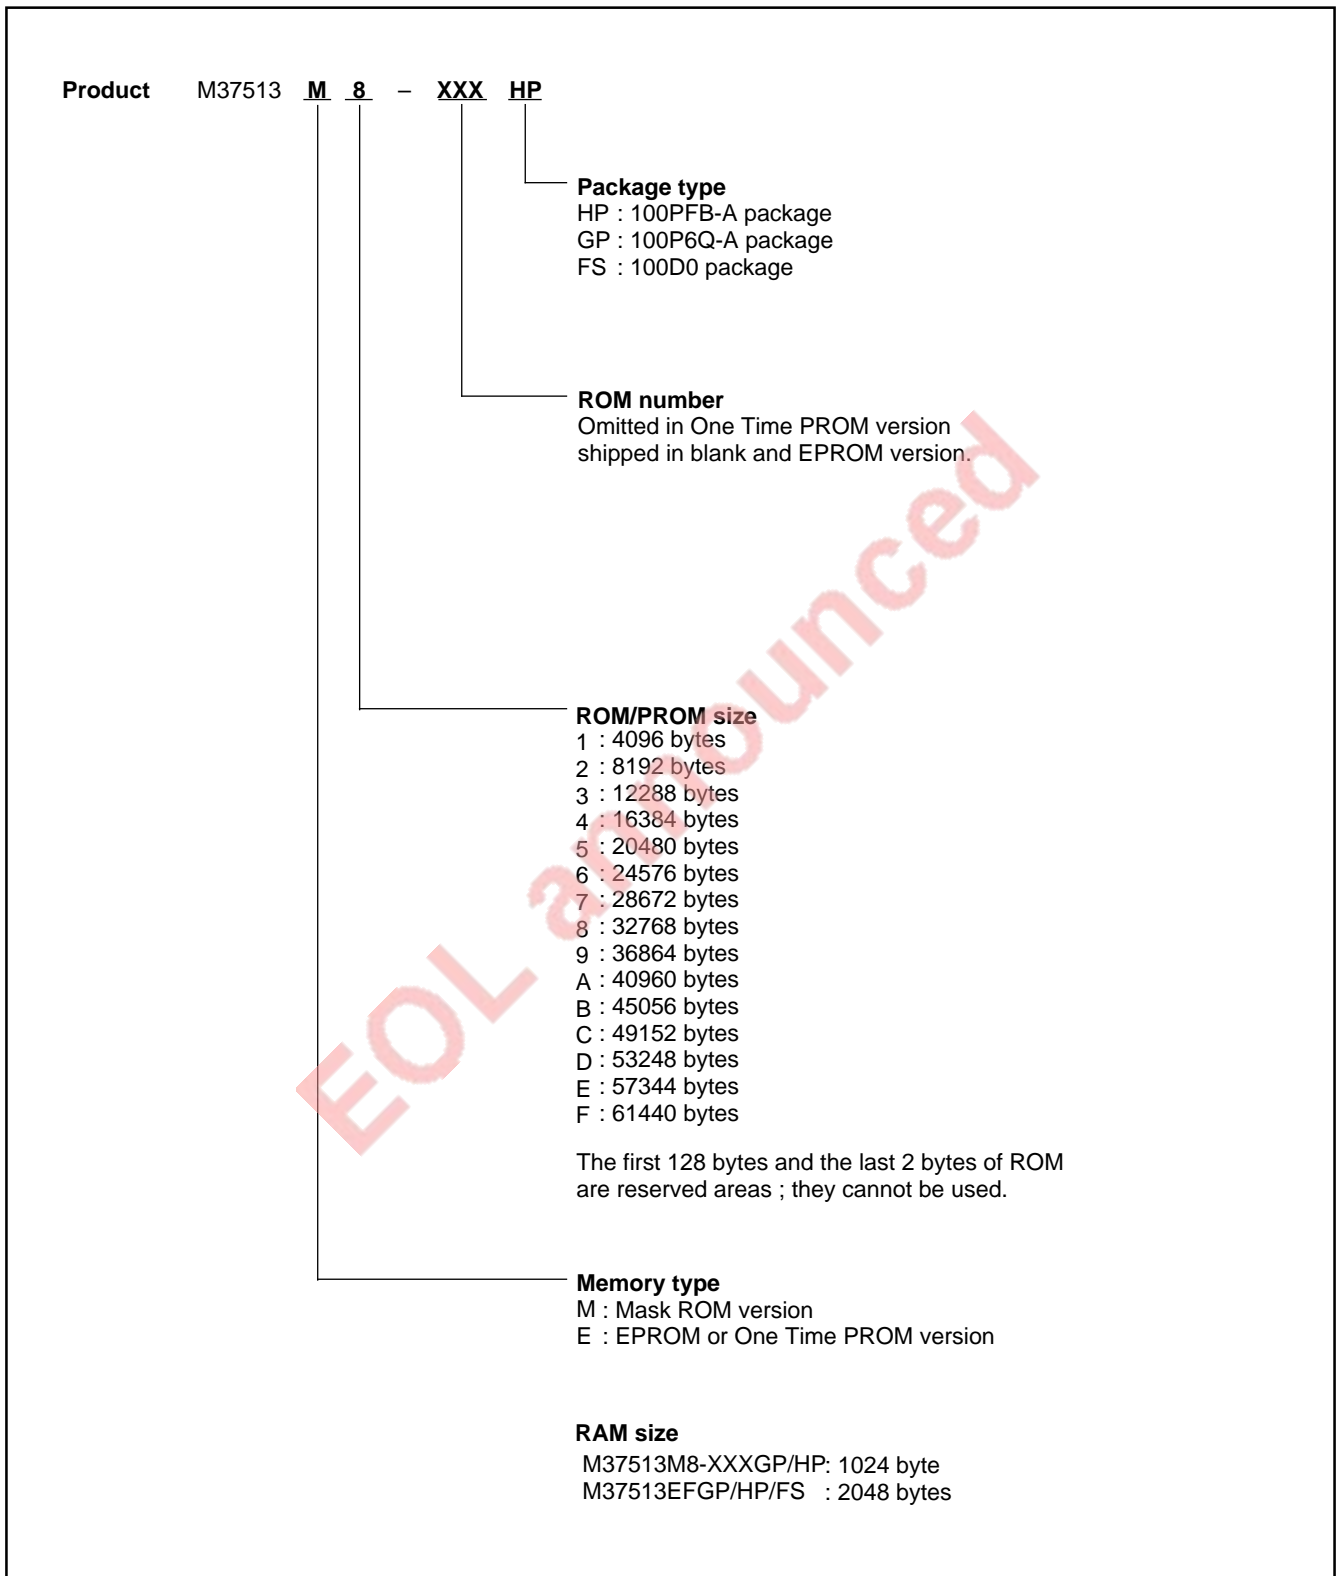 Product M37513 M 8 – XXX HP
Package type
HP : 100PFB-A package
GP : 100P6Q-A package
FS : 100D0 package
ROM number
Omitted in One Time PROM version
shipped in blank and EPROM version.
ROM/PROM size
1 : 4096 bytes
2 : 8192 bytes
3 : 12288 bytes
4 : 16384 bytes
5 : 20480 bytes
6 : 24576 bytes
7 : 28672 bytes
8 : 32768 bytes
9 : 36864 bytes
A : 40960 bytes
B : 45056 bytes
C : 49152 bytes
D : 53248 bytes
E : 57344 bytes
F : 61440 bytes
The first 128 bytes and the last 2 bytes of ROM
are reserved areas ; they cannot be used.
Memory type
M : Mask ROM version
E : EPROM or One Time PROM version
RAM size
M37513M8-XXXGP/HP: 1024 byte
M37513EFGP/HP/FS : 2048 bytes
EOL announced